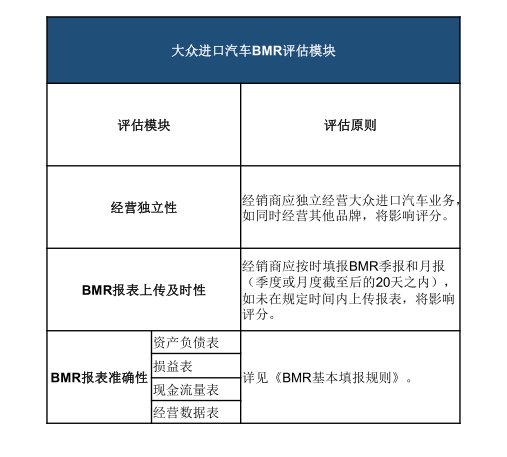 大众进口汽车BMR评估模块
评估模块
评估原则
经营独立性
经销商应独立经营大众进口汽车业务，
如同时经营其他品牌，将影响评分。
BMR报表上传及时性
经销商应按时填报BMR季报和月报
（季度或月度截至后的20天之内），
如未在规定时间内上传报表，将影响
评分。
BMR报表准确性
资产负债表
损益表
现金流量表
经营数据表
详见《BMR基本填报规则》。